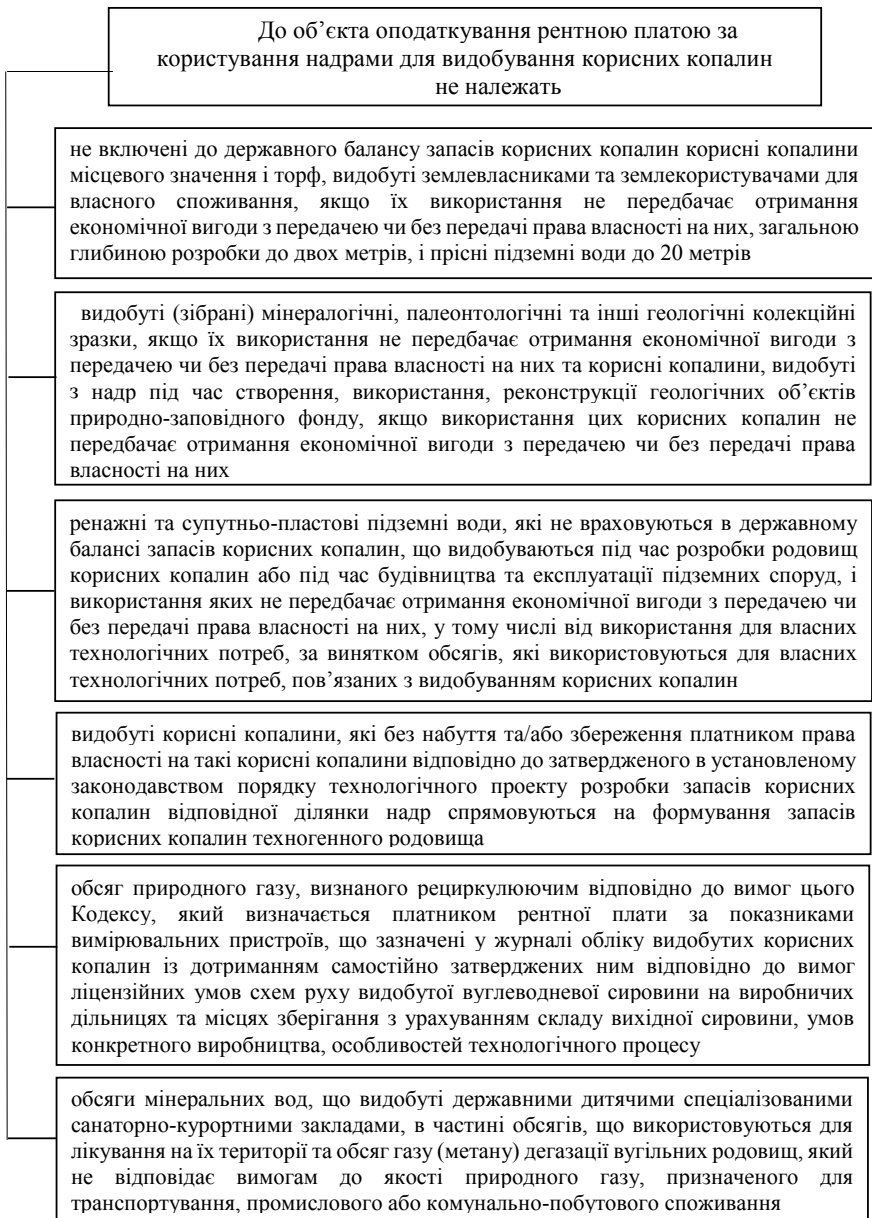 До об’єкта оподаткування рентною платою за
користування надрами для видобування корисних копалин
не належать
не включені до державного балансу запасів корисних копалин корисні копалини
місцевого значення і торф, видобуті землевласниками та землекористувачами для
власного споживання, якщо їх використання не передбачає отримання
економічної вигоди з передачею чи без передачі права власності на них, загальною
глибиною розробки до двох метрів, і прісні підземні води до 20 метрів
видобуті (зібрані) мінералогічні, палеонтологічні та інші геологічні колекційні
зразки, якщо їх використання не передбачає отримання економічної вигоди з
передачею чи без передачі права власності на них та корисні копалини, видобуті
з надр під час створення, використання, реконструкції геологічних об’єктів
природно-заповідного фонду, якщо використання цих корисних копалин не
передбачає отримання економічної вигоди з передачею чи без передачі права
власності на них
ренажні та супутньо-пластові підземні води, які не враховуються в державному
балансі запасів корисних копалин, що видобуваються під час розробки родовищ
корисних копалин або під час будівництва та експлуатації підземних споруд, і
використання яких не передбачає отримання економічної вигоди з передачею чи
без передачі права власності на них, у тому числі від використання для власних
технологічних потреб, за винятком обсягів, які використовуються для власних
технологічних потреб, пов’язаних з видобуванням корисних копалин
видобуті корисні копалини, які без набуття та/або збереження платником права
власності на такі корисні копалини відповідно до затвердженого в установленому
законодавством порядку технологічного проекту розробки запасів корисних
копалин відповідної ділянки надр спрямовуються на формування запасів
корисних копалин техногенного родовища
обсяг природного газу, визнаного рециркулюючим відповідно до вимог цього
Кодексу, який визначається платником рентної плати за показниками
вимірювальних пристроїв, що зазначені у журналі обліку видобутих корисних
копалин із дотриманням самостійно затверджених ним відповідно до вимог
ліцензійних умов схем руху видобутої вуглеводневої сировини на виробничих
дільницях та місцях зберігання з урахуванням складу вихідної сировини, умов
конкретного виробництва, особливостей технологічного процесу
обсяги мінеральних вод, що видобуті державними дитячими спеціалізованими
санаторно-курортними закладами, в частині обсягів, що використовуються для
лікування на їх території та обсяг газу (метану) дегазації вугільних родовищ, який
не відповідає вимогам до якості природного газу, призначеного для
транспортування, промислового або комунально-побутового споживання